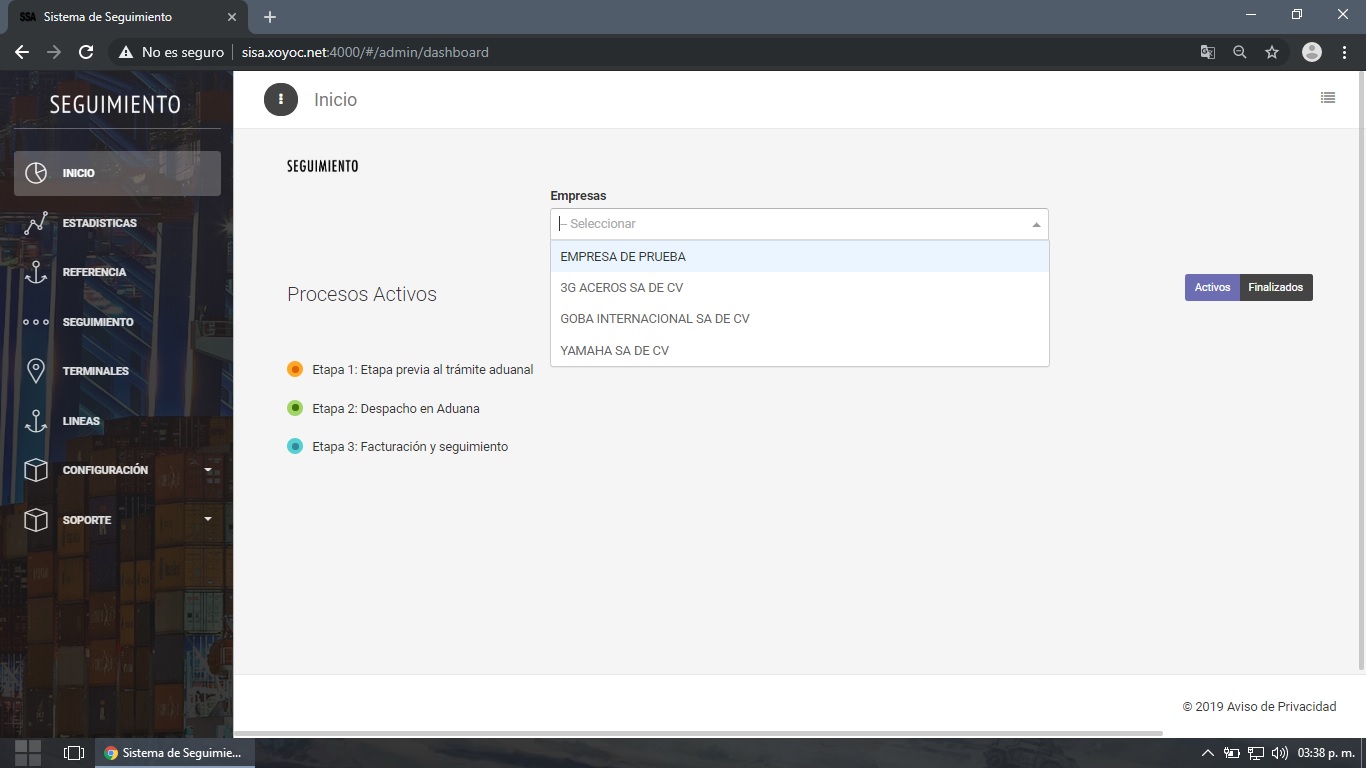 SSA Sistema de Seguimiento
No es seguro sisa.xoyoc.net:4000/#/admin/dashboard
SEGUIMIENTO
INICIO
ESTADISTICAS
REFERENCIA
SEGUIMIENTO
TERMINALES
LINEAS
CONFIGURACIÓN
SOPORTE
Inicio
SEGUIMIENTO
Empresas
-- Seleccionar
EMPRESA DE PRUEBA
3G ACEROS SA DE CV
GOBA INTERNACIONAL SA DE CV
YAMAHA SA DE CV
Procesos Activos
Activos Finalizados
Etapa 1: Etapa previa al trámite aduanal
Etapa 2: Despacho en Aduana
Etapa 3: Facturación y seguimiento
© 2019 Aviso de Privacidad
Sistema de Seguimie...
03:38 p. m.